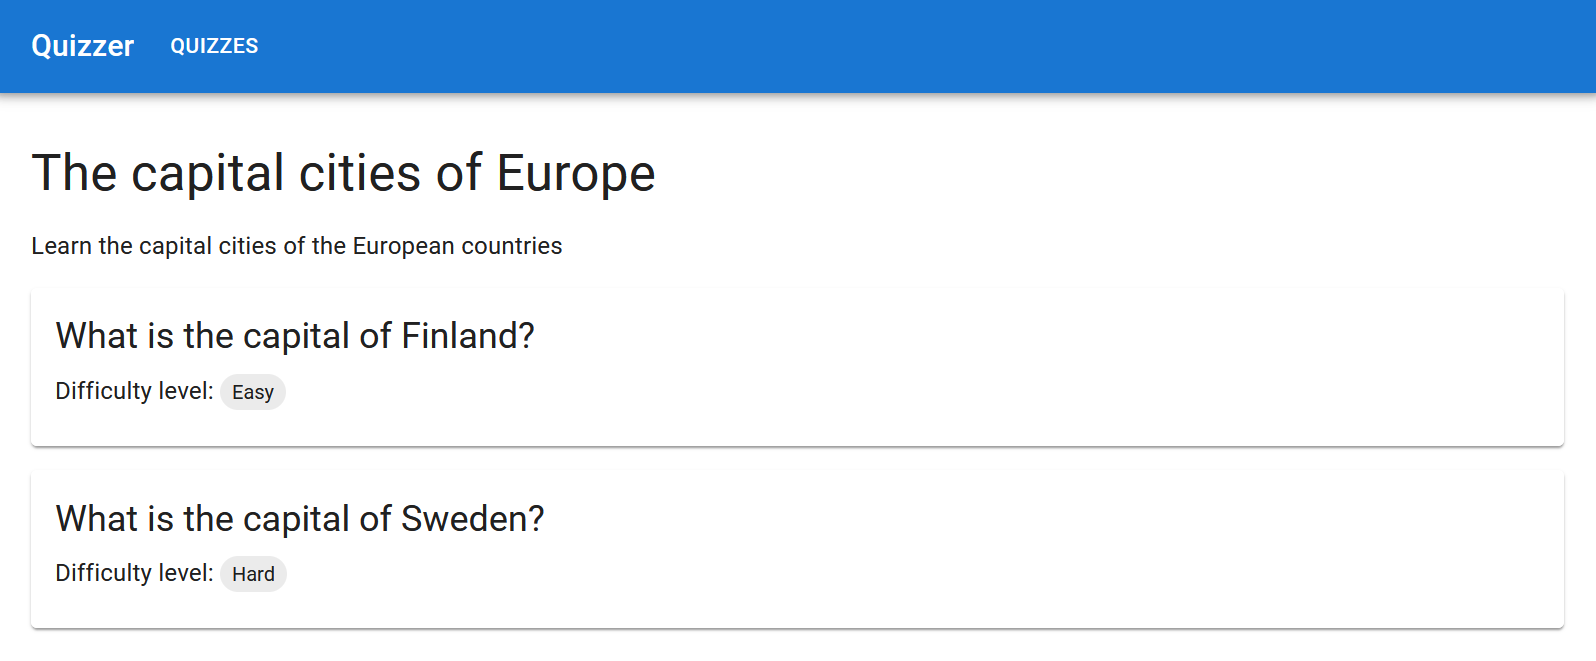 Quizzer QUIZZES
The capital cities of Europe
Learn the capital cities of the European countries
What is the capital of Finland?
Difficulty level: Easy
What is the capital of Sweden?
Difficulty level: Hard